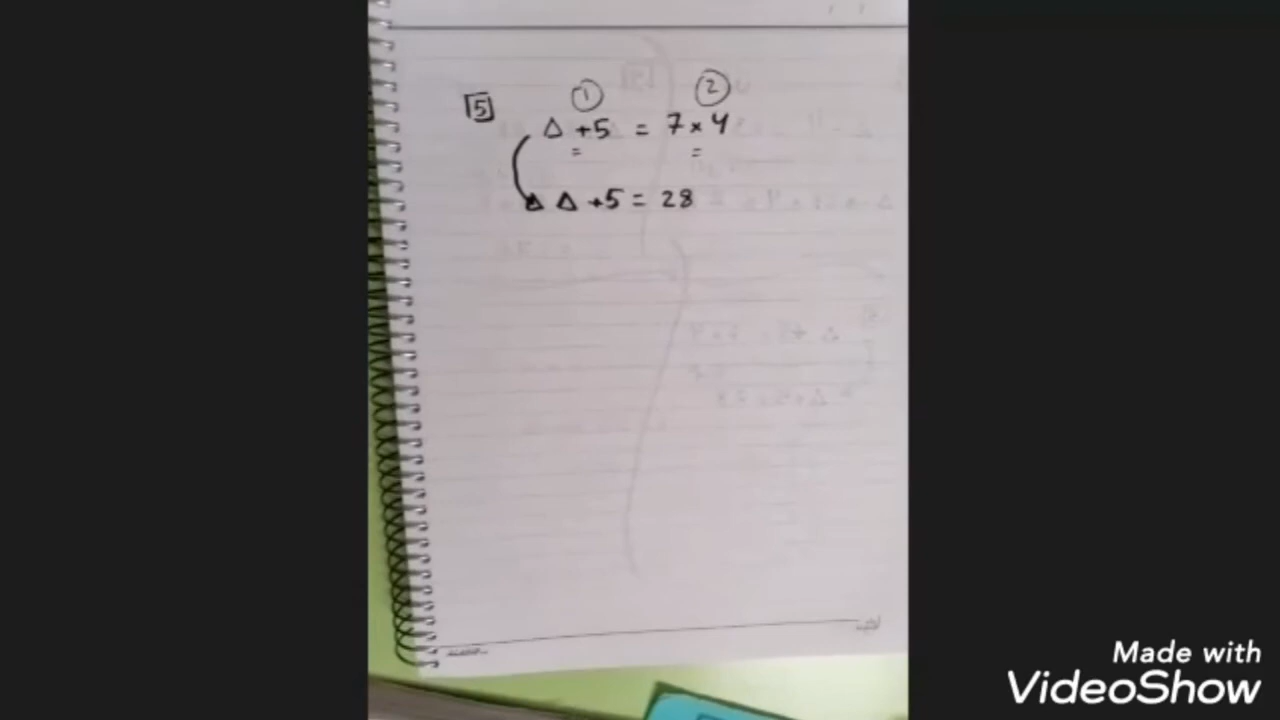 ① ②
5 Δ + 5 = 7 × 4
= =
Δ Δ + 5 = 28
Made with
VideoShow